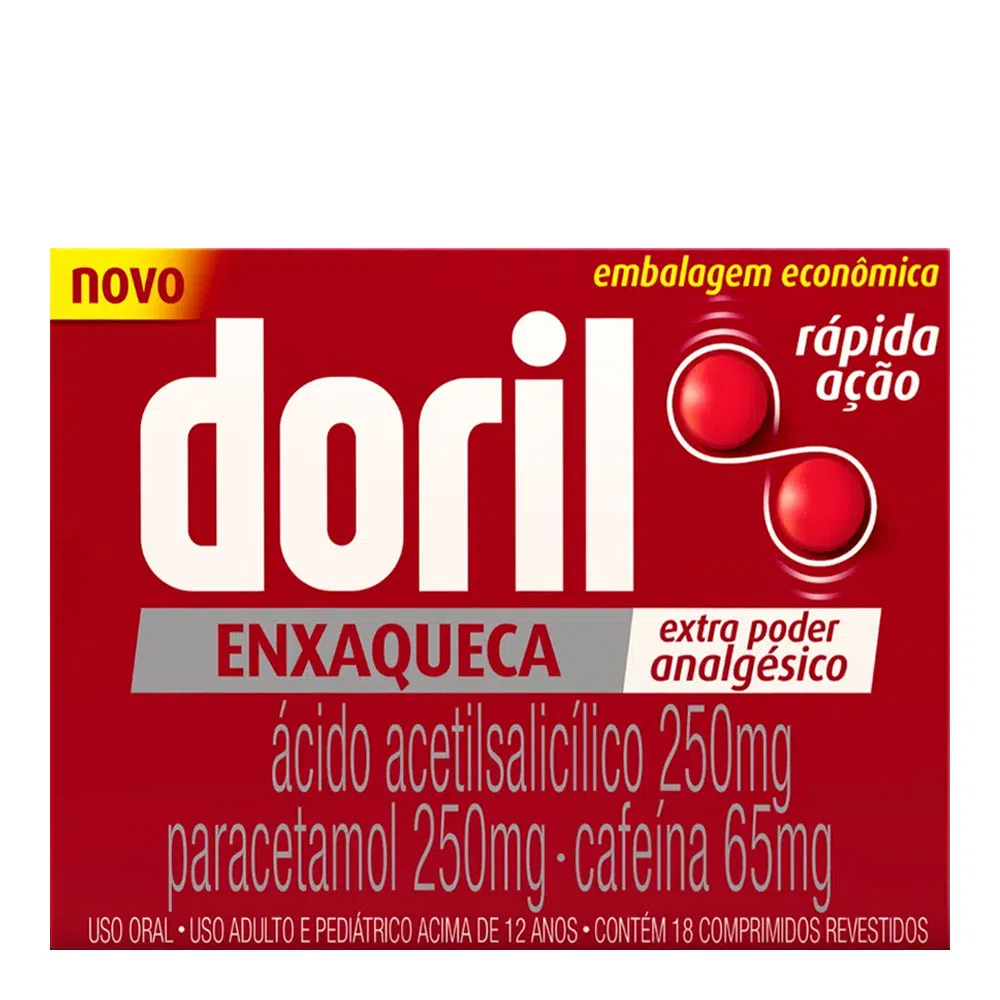 novo
embalagem econômica
rápida
ação
doril
ENXAQUECA
extra poder
analgésico
ácido acetilsalicílico 250mg
paracetamol 250mg · cafeína 65mg
USO ORAL • USO ADULTO E PEDIÁTRICO ACIMA DE 12 ANOS • CONTÉM 18 COMPRIMIDOS REVESTIDOS